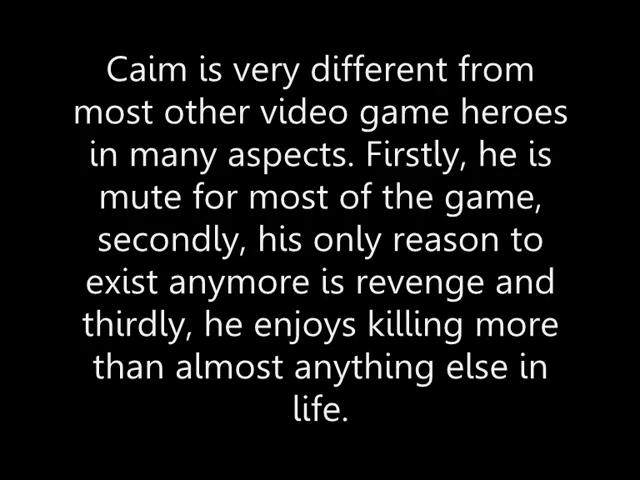 Caim is very different from
most other video game heroes
in many aspects. Firstly, he is
mute for most of the game,
secondly, his only reason to
exist anymore is revenge and
thirdly, he enjoys killing more
than almost anything else in
life.